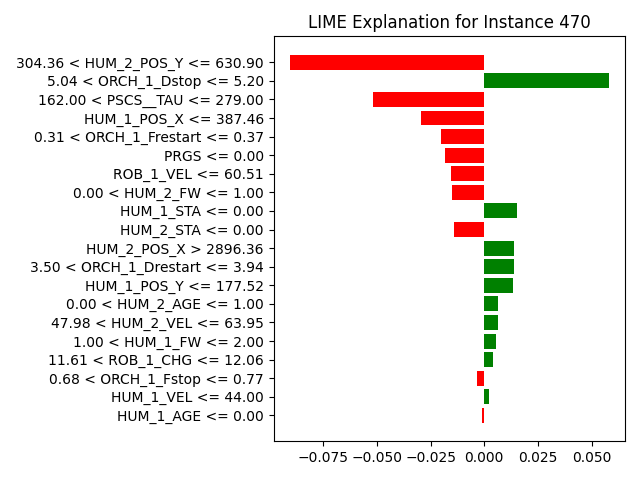 LIME Explanation for Instance 470
304.36 < HUM_2_POS_Y <= 630.90
5.04 < ORCH_1_Dstop <= 5.20
162.00 < PSCS__TAU <= 279.00
HUM_1_POS_X <= 387.46
0.31 < ORCH_1_Frestart <= 0.37
PRGS <= 0.00
ROB_1_VEL <= 60.51
0.00 < HUM_2_FW <= 1.00
HUM_1_STA <= 0.00
HUM_2_STA <= 0.00
HUM_2_POS_X > 2896.36
3.50 < ORCH_1_Drestart <= 3.94
HUM_1_POS_Y <= 177.52
0.00 < HUM_2_AGE <= 1.00
47.98 < HUM_2_VEL <= 63.95
1.00 < HUM_1_FW <= 2.00
11.61 < ROB_1_CHG <= 12.06
0.68 < ORCH_1_Fstop <= 0.77
HUM_1_VEL <= 44.00
HUM_1_AGE <= 0.00
−0.075 −0.050 −0.025 0.000 0.025 0.050